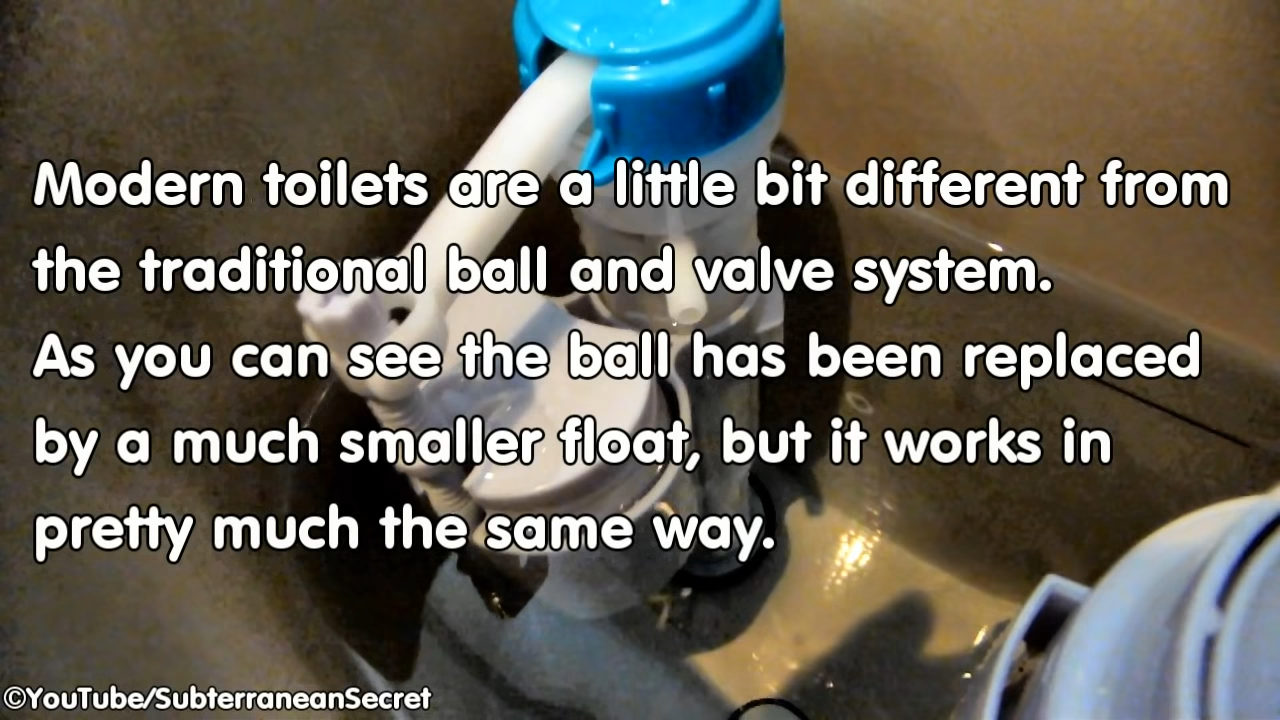 Modern toilets are a little bit different from
the traditional ball and valve system.
As you can see the ball has been replaced
by a much smaller float, but it works in
pretty much the same way.
©YouTube/SubterraneanSecret